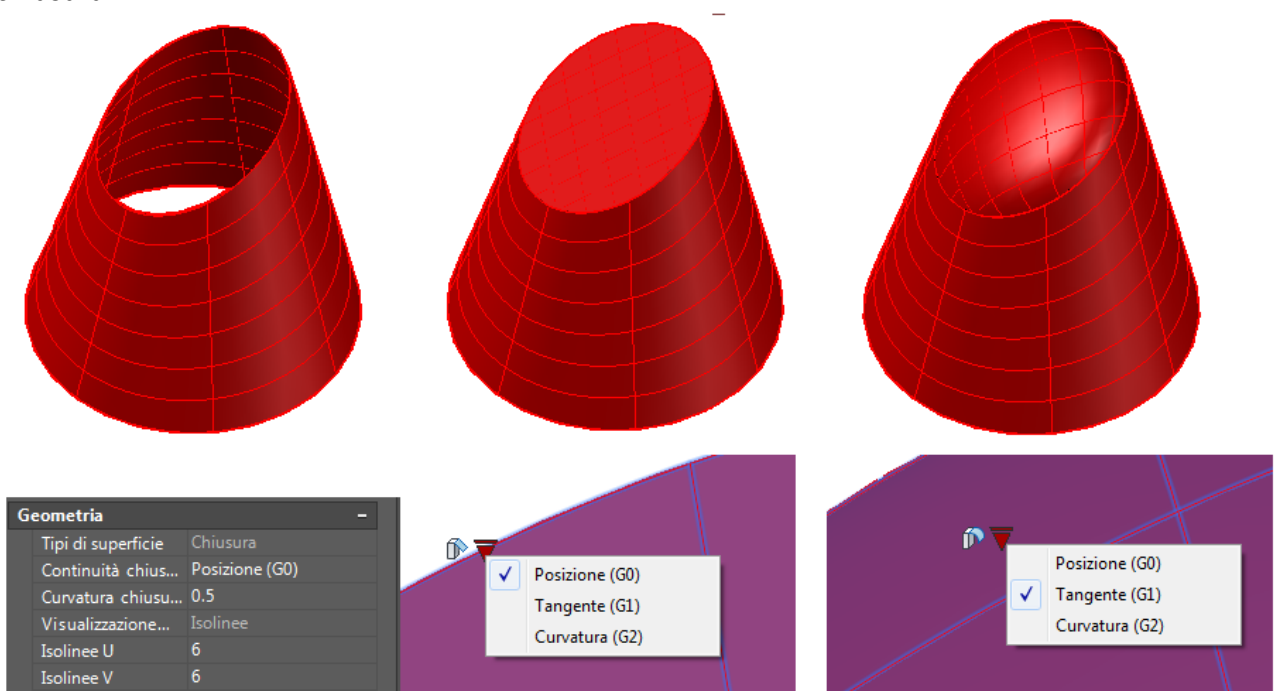 Geometria
Tipi di superficie Chiusura
Continuità chius... Posizione (G0)
Curvatura chiusu... 0.5
Visualizzazione... Isolinee
Isolinee U 6
Isolinee V 6
Posizione (G0)
Tangente (G1)
Curvatura (G2)
Posizione (G0)
Tangente (G1)
Curvatura (G2)